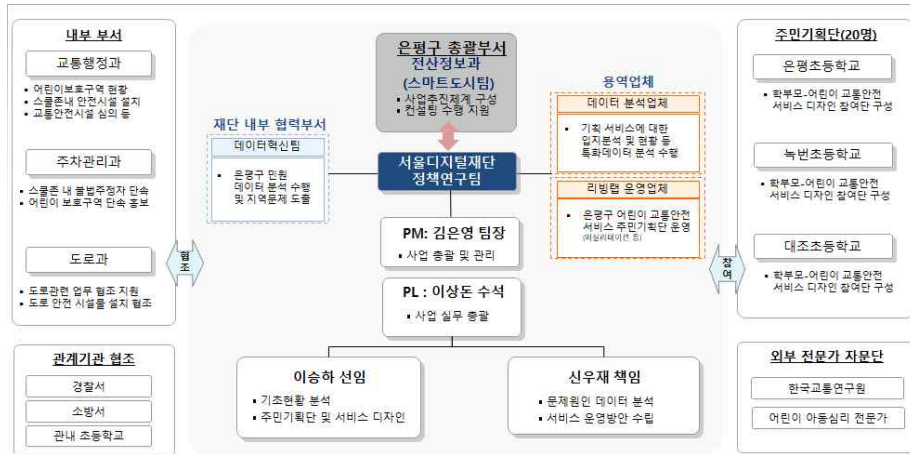 내부 부서
교통행정과
▪ 어린이보호구역 현황
▪ 스쿨존내 안전시설 설치
▪ 교통안전시설 심의 등
주차관리과
▪ 스쿨존 내 불법주정차 단속
▪ 어린이 보호구역 단속 홍보
도로과
▪ 도로관련 업무 협조 지원
▪ 도로 안전 시설물 설치 협조
관계기관 협조
경찰서
소방서
관내 초등학교
협조
은평구 총괄부서
전산정보과
(스마트도시팀)
▪ 사업추진체계 구성
▪ 컨설팅 수행 지원
재단 내부 협력부서
데이터혁신팀
▪ 은평구 민원
데이터 분석 수행
및 지역문제 도출
서울디지털재단
정책연구팀
용역업체
데이터 분석업체
▪ 기획 서비스에 대한
입지분석 및 현황 등
특화데이터 분석 수행
리빙랩 운영업체
▪ 은평구 어린이 교통안전
서비스 주민기획단 운영
(퍼실리테이션 등)
PM: 김은영 팀장
▪ 사업 총괄 및 관리
PL : 이상돈 수석
▪ 사업 실무 총괄
이승하 선임
▪ 기초현황 분석
▪ 주민기획단 및 서비스 디자인
신우재 책임
▪ 문제원인 데이터 분석
▪ 서비스 운영방안 수립
참여
주민기획단(20명)
은평초등학교
▪ 학부모-어린이 교통안전
서비스 디자인 참여단 구성
녹번초등학교
▪ 학부모-어린이 교통안전
서비스 디자인 참여단 구성
대조초등학교
▪ 학부모-어린이 교통안전
서비스 디자인 참여단 구성
외부 전문가 자문단
한국교통연구원
어린이 아동심리 전문가